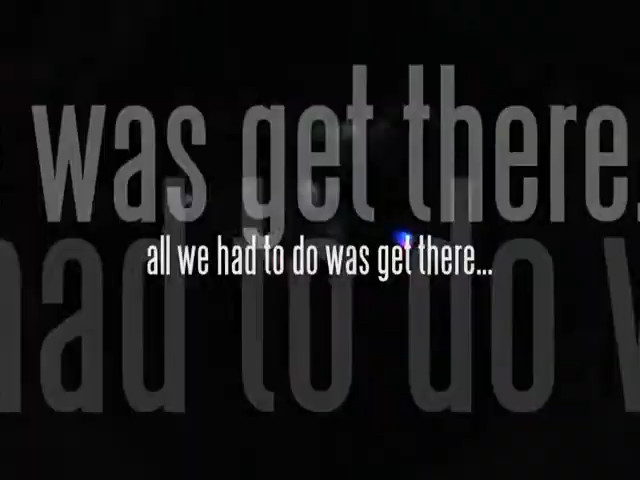 was get there.
all we had to do was get there...
had to do w